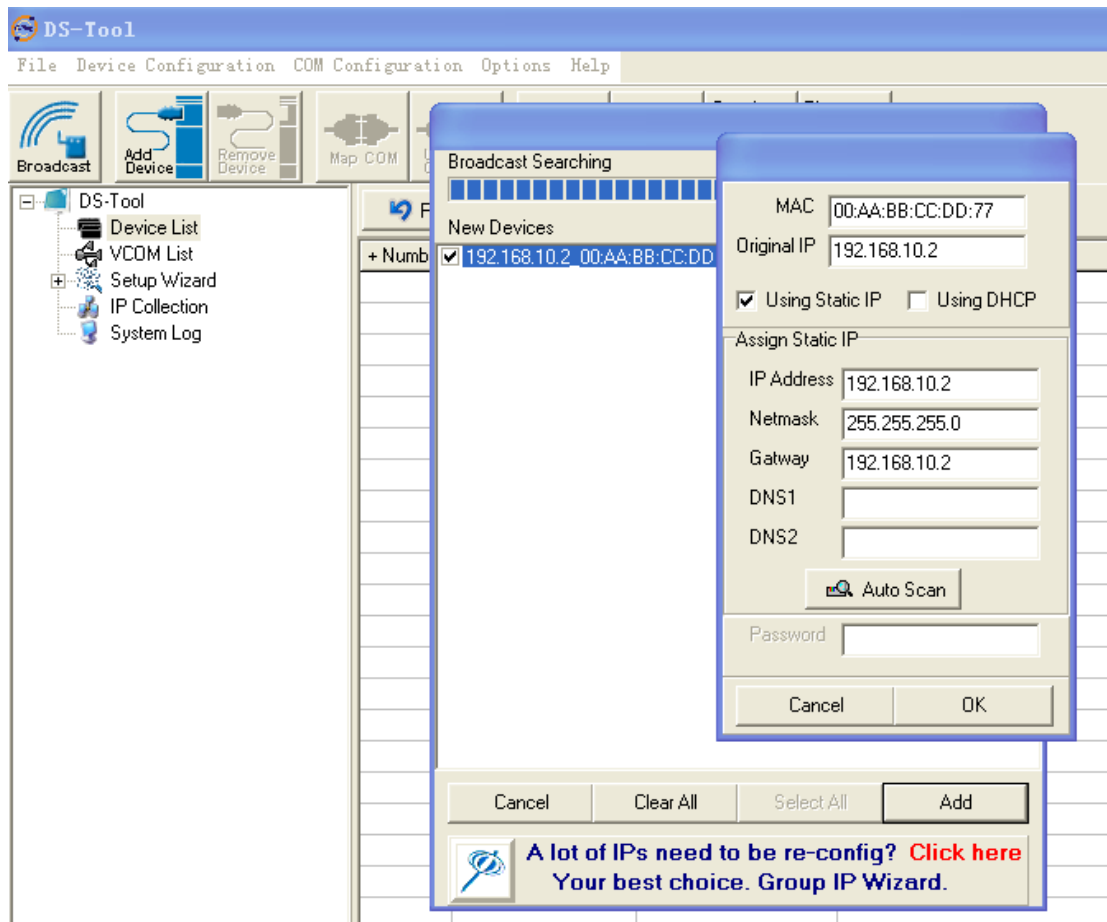 DS-Tool
File Device Configuration COM Configuration Options Help
Broadcast
Add Device
Remove Device
Map COM
DS-Tool
Device List
VCOM List
Setup Wizard
IP Collection
System Log
+ Numb
Broadcast Searching
New Devices
192.168.10.2_00:AA:BB:CC:DD
MAC 00:AA:BB:CC:DD:77
Original IP 192.168.10.2
Using Static IP Using DHCP
Assign Static IP
IP Address 192.168.10.2
Netmask 255.255.255.0
Gatway 192.168.10.2
DNS1
DNS2
Auto Scan
Password
Cancel OK
Cancel Clear All Select All Add
A lot of IPs need to be re-config? Click here
Your best choice. Group IP Wizard.